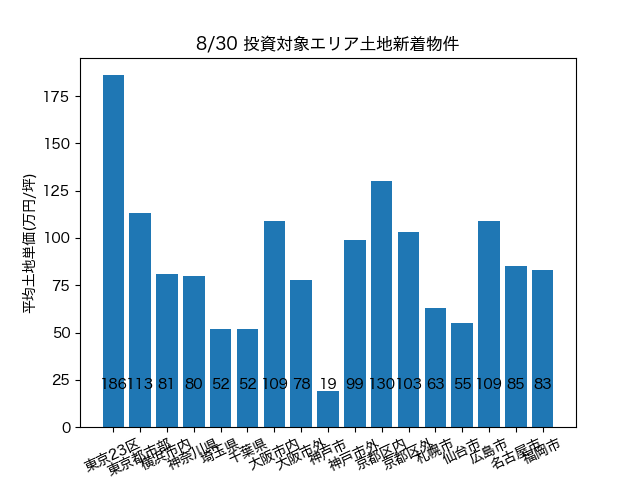 8/30 投資対象エリア土地新着物件
平均土地単価(万円/坪)
175
150
125
100
75
50
25
0
186 113 81 80 52 52 109 78 19 99 130 103 63 55 109 85 83
東京23区
東京都市部
横浜市内
神奈川県
埼玉県
千葉県
大阪市内
大阪市外
神戸市
神戸市外
京都区内
京都区外
札幌市
仙台市
広島市
名古屋市
福岡市